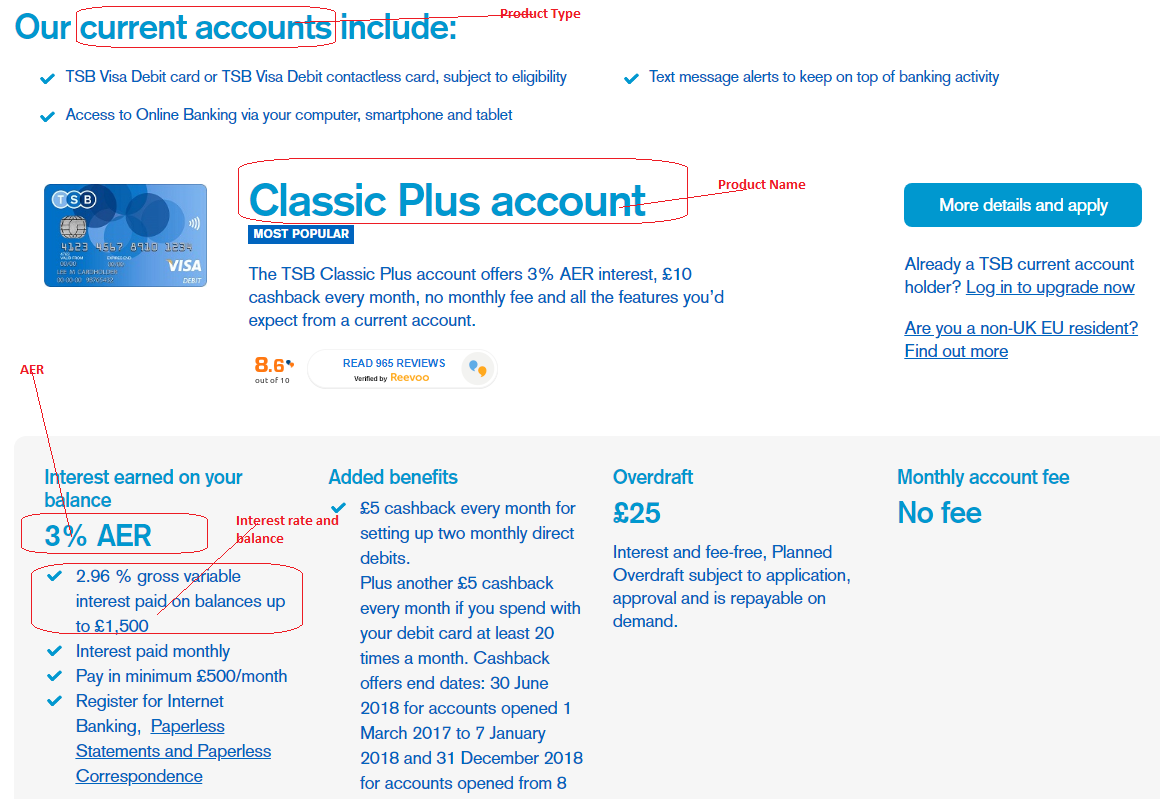 Our current accounts include:
Product Type
TSB Visa Debit card or TSB Visa Debit contactless card, subject to eligibility
Text message alerts to keep on top of banking activity
Access to Online Banking via your computer, smartphone and tablet
TSB
4123 4567 8910 1234
LEE M CARDHOLDER
VISA
DEBIT
Classic Plus account
Product Name
MOST POPULAR
The TSB Classic Plus account offers 3% AER interest, £10
cashback every month, no monthly fee and all the features you'd
expect from a current account.
8.6
out of 10
READ 965 REVIEWS
Verified by Reevoo
More details and apply
Already a TSB current account
holder? Log in to upgrade now
Are you a non-UK EU resident?
Find out more
AER
Interest earned on your
balance
3% AER
Interest rate and
balance
2.96 % gross variable
interest paid on balances up
to £1,500
Interest paid monthly
Pay in minimum £500/month
Register for Internet
Banking, Paperless
Statements and Paperless
Correspondence
Added benefits
£5 cashback every month for
setting up two monthly direct
debits.
Plus another £5 cashback
every month if you spend with
your debit card at least 20
times a month. Cashback
offers end dates: 30 June
2018 for accounts opened 1
March 2017 to 7 January
2018 and 31 December 2018
for accounts opened from 8
Overdraft
£25
Interest and fee-free, Planned
Overdraft subject to application,
approval and is repayable on
demand.
Monthly account fee
No fee